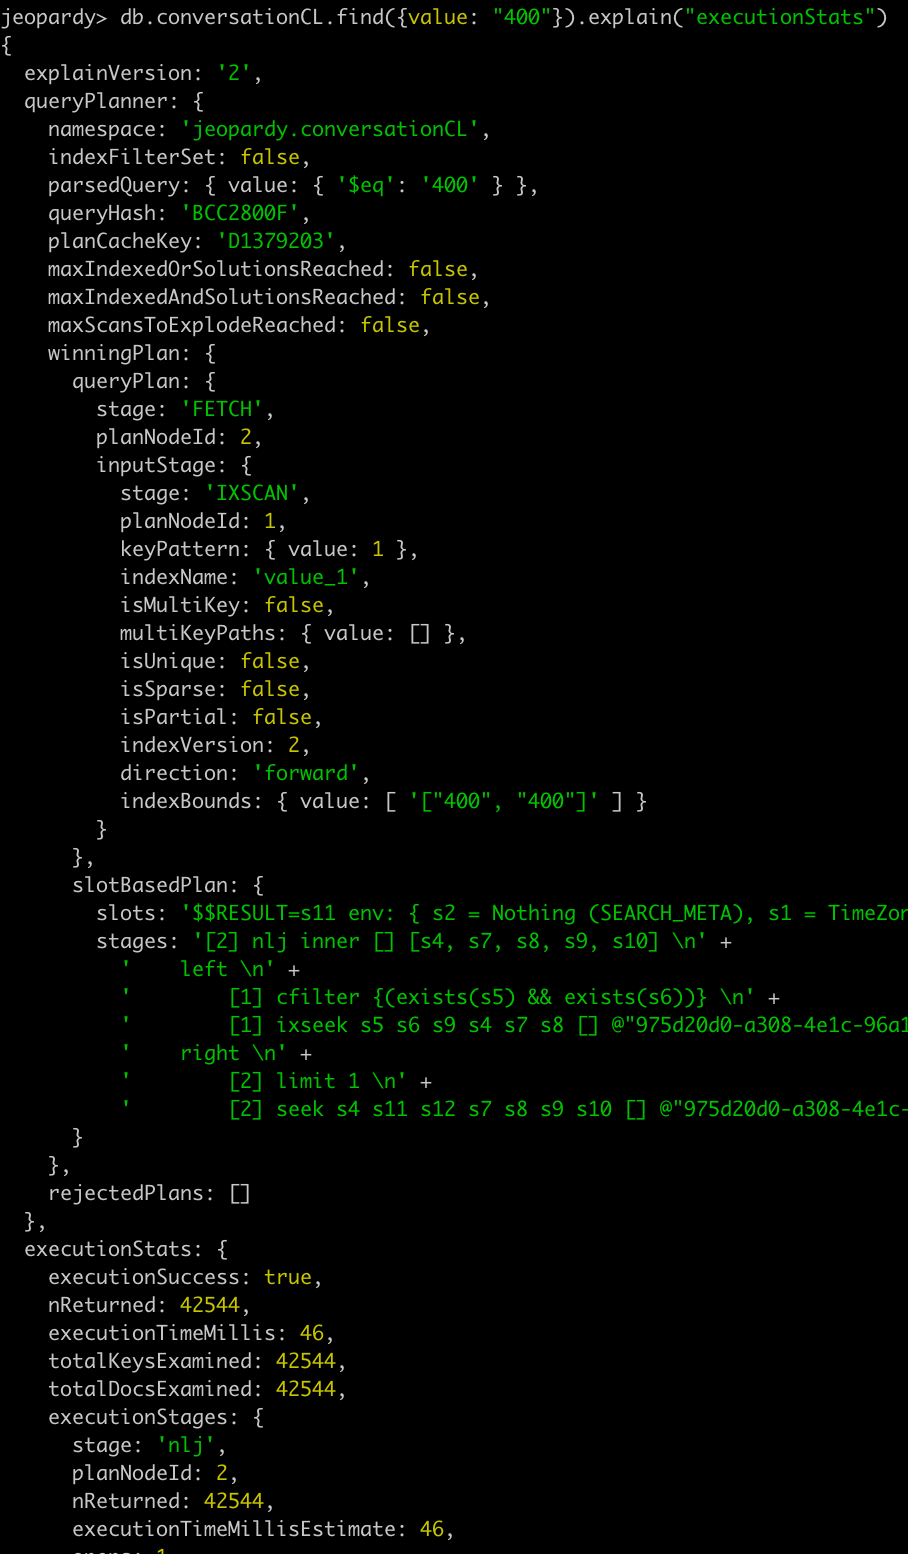 jeopardy> db.conversationCL.find({value: "400"}).explain("executionStats")
{
  explainVersion: '2',
  queryPlanner: {
    namespace: 'jeopardy.conversationCL',
    indexFilterSet: false,
    parsedQuery: { value: { '$eq': '400' } },
    queryHash: 'BCC2800F',
    planCacheKey: 'D1379203',
    maxIndexedOrSolutionsReached: false,
    maxIndexedAndSolutionsReached: false,
    maxScansToExplodeReached: false,
    winningPlan: {
      queryPlan: {
        stage: 'FETCH',
        planNodeId: 2,
        inputStage: {
          stage: 'IXSCAN',
          planNodeId: 1,
          keyPattern: { value: 1 },
          indexName: 'value_1',
          isMultiKey: false,
          multiKeyPaths: { value: [] },
          isUnique: false,
          isSparse: false,
          isPartial: false,
          indexVersion: 2,
          direction: 'forward',
          indexBounds: { value: [ '["400", "400"]' ] }
        }
      },
      slotBasedPlan: {
        slots: '$$RESULT=s11 env: { s2 = Nothing (SEARCH_META), s1 = TimeZon
        stages: '[2] nlj inner [] [s4, s7, s8, s9, s10] \n' +
          '    left \n' +
          '        [1] cfilter {(exists(s5) && exists(s6))} \n' +
          '        [1] ixseek s5 s6 s9 s4 s7 s8 [] @"975d20d0-a308-4e1c-96a1
          '    right \n' +
          '        [2] limit 1 \n' +
          '        [2] seek s4 s11 s12 s7 s8 s9 s10 [] @"975d20d0-a308-4e1c-
      }
    },
    rejectedPlans: []
  },
  executionStats: {
    executionSuccess: true,
    nReturned: 42544,
    executionTimeMillis: 46,
    totalKeysExamined: 42544,
    totalDocsExamined: 42544,
    executionStages: {
      stage: 'nlj',
      planNodeId: 2,
      nReturned: 42544,
      executionTimeMillisEstimate: 46,